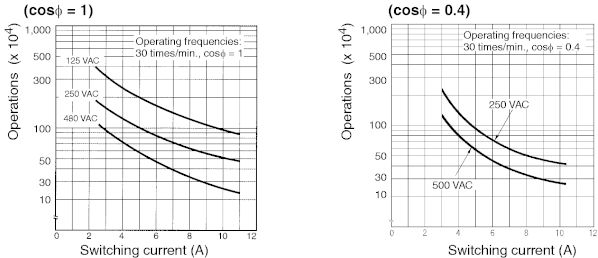 (cosϕ = 1)
Operations (x 10⁴)
1,000
500
300
100
50
30
10
0
Operating frequencies:
30 times/min., cosϕ = 1
125 VAC
250 VAC
480 VAC
0 2 4 6 8 10 12
Switching current (A)
(cosϕ = 0.4)
Operations (x 10⁴)
1,000
500
300
100
50
30
10
0
Operating frequencies:
30 times/min., cosϕ = 0.4
250 VAC
500 VAC
0 2 4 6 8 10 12
Switching current (A)